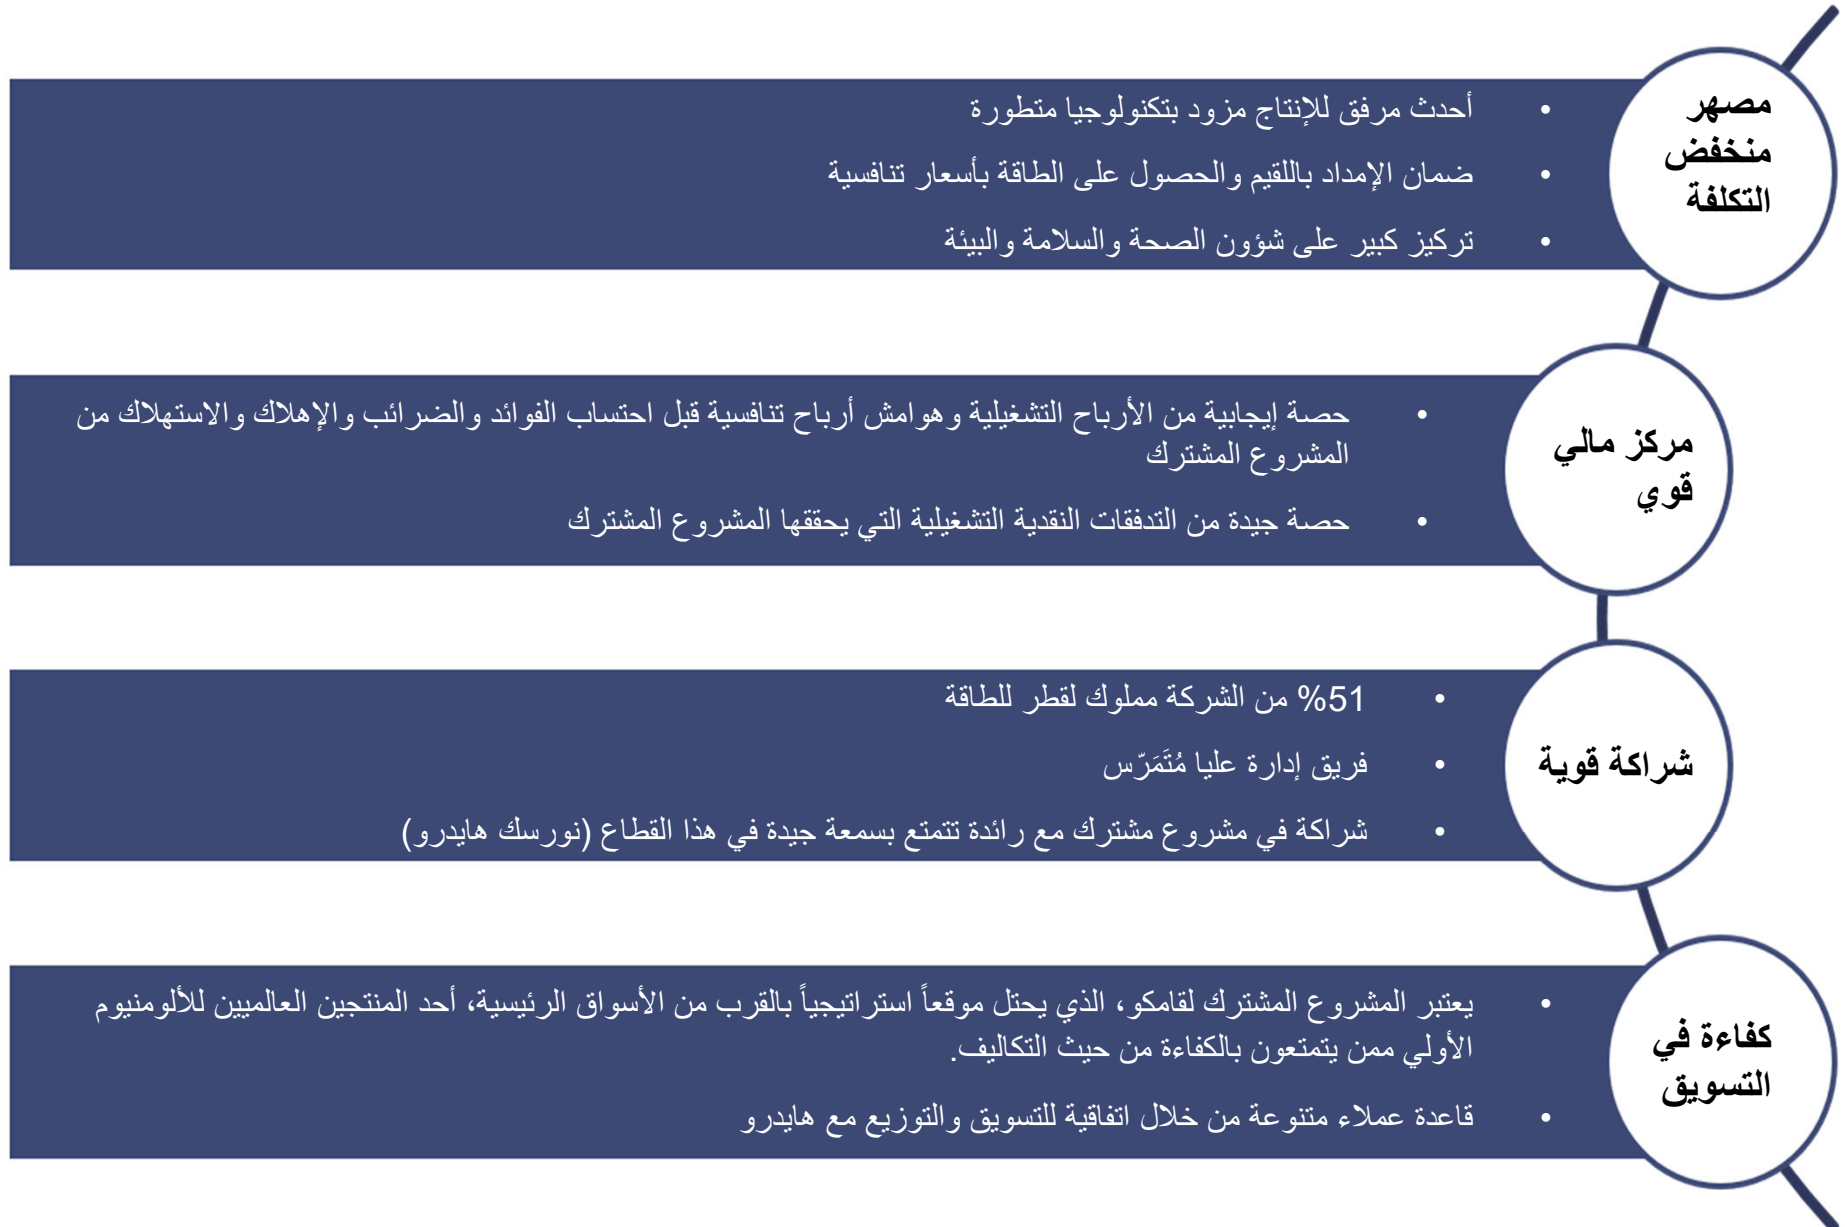 مصهر
منخفض
التكلفة
• أحدث مرفق للإنتاج مزود بتكنولوجيا متطورة
• ضمان الإمداد باللقيم والحصول على الطاقة بأسعار تنافسية
• تركيز كبير على شؤون الصحة والسلامة والبيئة
مركز مالي
قوي
• حصة إيجابية من الأرباح التشغيلية وهوامش أرباح تنافسية قبل احتساب الفوائد والضرائب والإهلاك والاستهلاك من
المشروع المشترك
• حصة جيدة من التدفقات النقدية التشغيلية التي يحققها المشروع المشترك
شراكة قوية
• 51% من الشركة مملوك لقطر للطاقة
• فريق إدارة عليا مُتَمَرّس
• شراكة في مشروع مشترك مع رائدة تتمتع بسمعة جيدة في هذا القطاع (نورسك هايدرو)
كفاءة في
التسويق
• يعتبر المشروع المشترك لقامكو، الذي يحتل موقعاً استراتيجياً بالقرب من الأسواق الرئيسية، أحد المنتجين العالميين للألومنيوم
الأولي ممن يتمتعون بالكفاءة من حيث التكاليف.
• قاعدة عملاء متنوعة من خلال اتفاقية للتسويق والتوزيع مع هايدرو